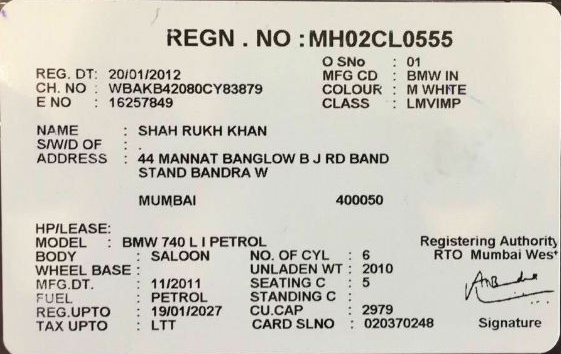 REGN . NO : MH02CL0555
O SNo : 01
REG. DT: 20/01/2012 MFG CD : BMW IN
CH. NO : WBAKB42080CY83879 COLOUR : M WHITE
E NO : 16257849 CLASS : LMVIMP
NAME : SHAH RUKH KHAN
S/W/D OF : .
ADDRESS : 44 MANNAT BANGLOW B J RD BAND
STAND BANDRA W
MUMBAI 400050
HP/LEASE:
MODEL : BMW 740 L I PETROL Registering Authority
BODY : SALOON NO. OF CYL : 6 RTO Mumbai West
WHEEL BASE : UNLADEN WT : 2010
MFG.DT. : 11/2011 SEATING C : 5
FUEL : PETROL STANDING C :
REG.UPTO : 19/01/2027 CU.CAP : 2979
TAX UPTO : LTT CARD SLNO : 020370248 Signature